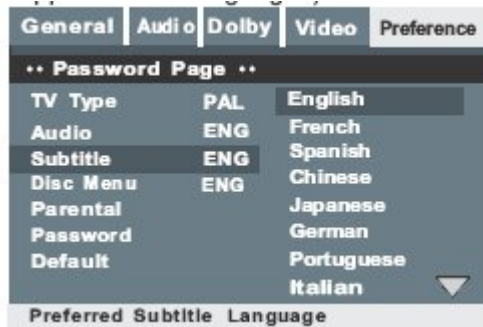 General Audio Dolby Video Preference
•• Password Page ••
TV Type PAL English
Audio ENG French
Subtitle ENG Spanish
Disc Menu ENG Chinese
Parental Japanese
Password German
Default Portuguese
Italian
Preferred Subtitle Language